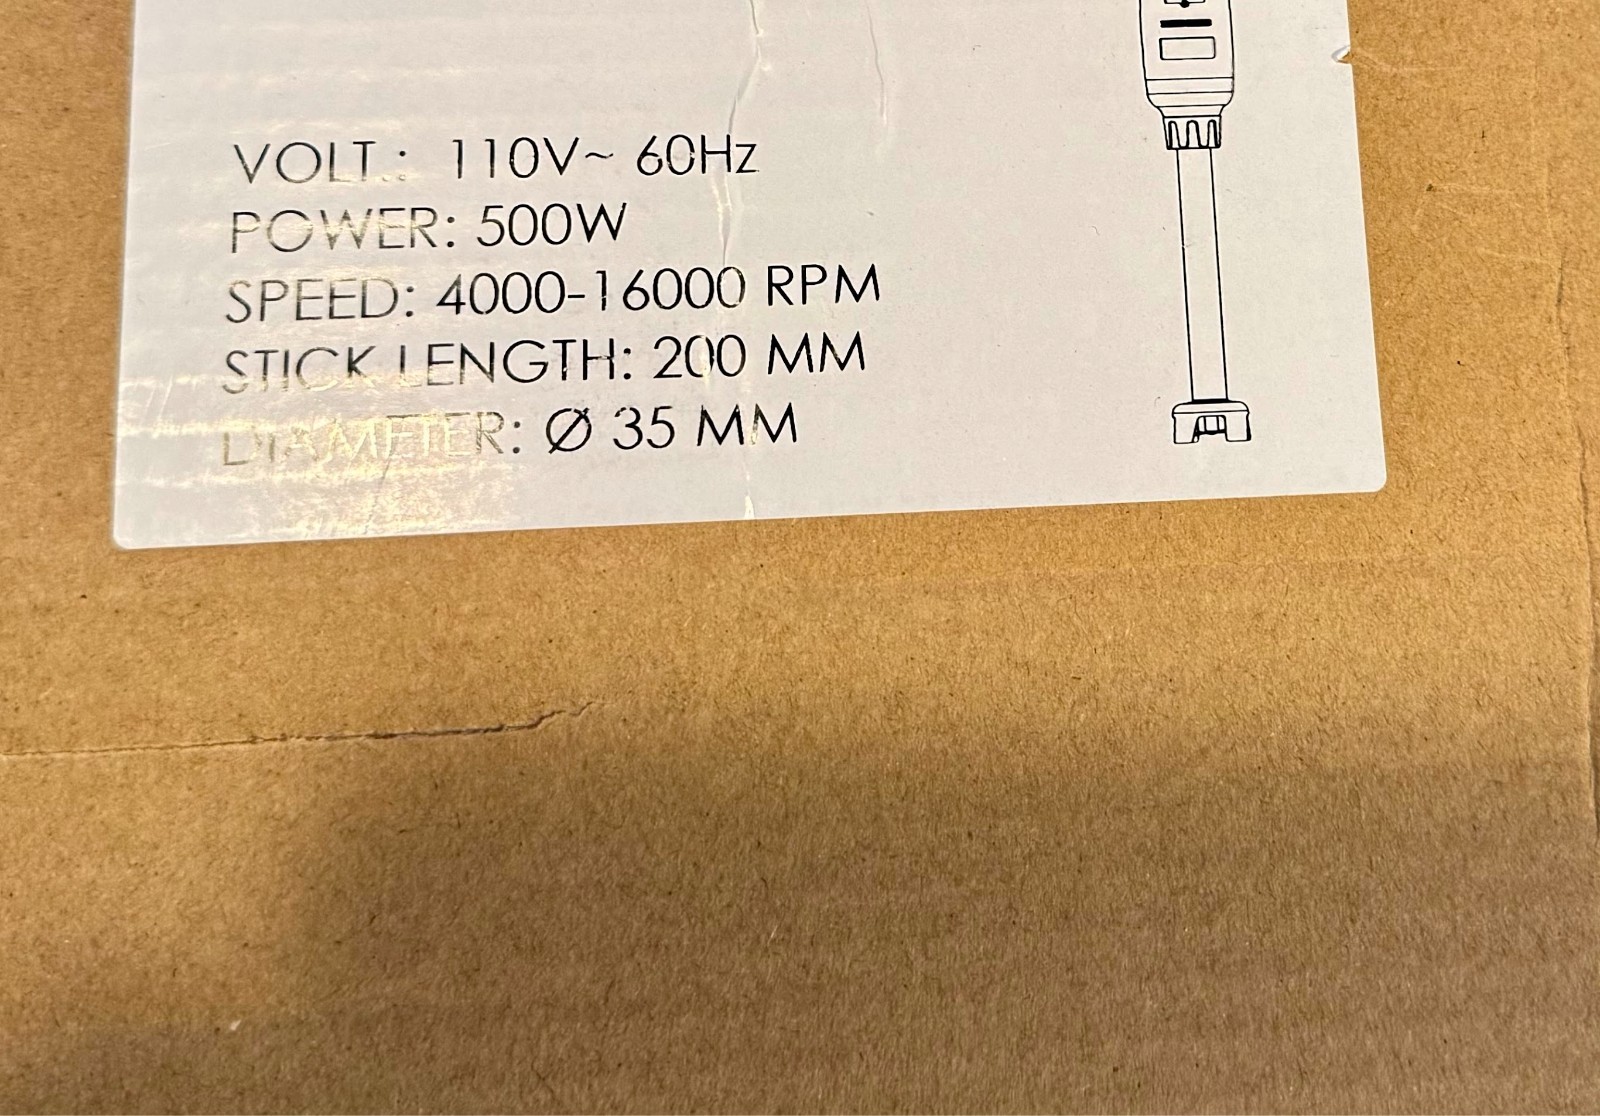 VOLT.: 110V~ 60Hz
POWER: 500W
SPEED: 4000-16000 RPM
STICK LENGTH: 200 MM
DIAMETER: Ø 35 MM